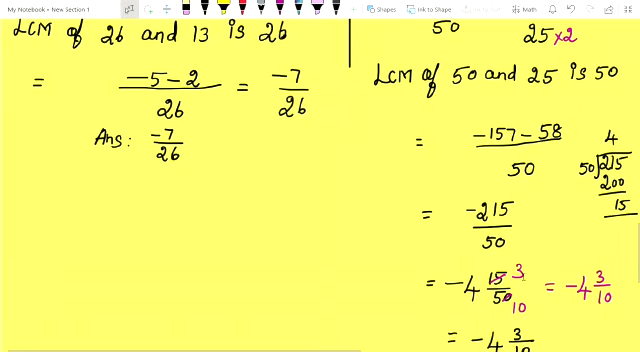 My Notebook • New Section 1
Shapes
Ink to Shape
Math
LCM of 26 and 13 is 26
= -5-2/26 = -7/26
Ans: -7/26
50 25×2
LCM of 50 and 25 is 50
= -157-58/50
4
50)215
200
15
= -215/50
= -4 15/50 3/10 = -4 3/10
= -4 3/10